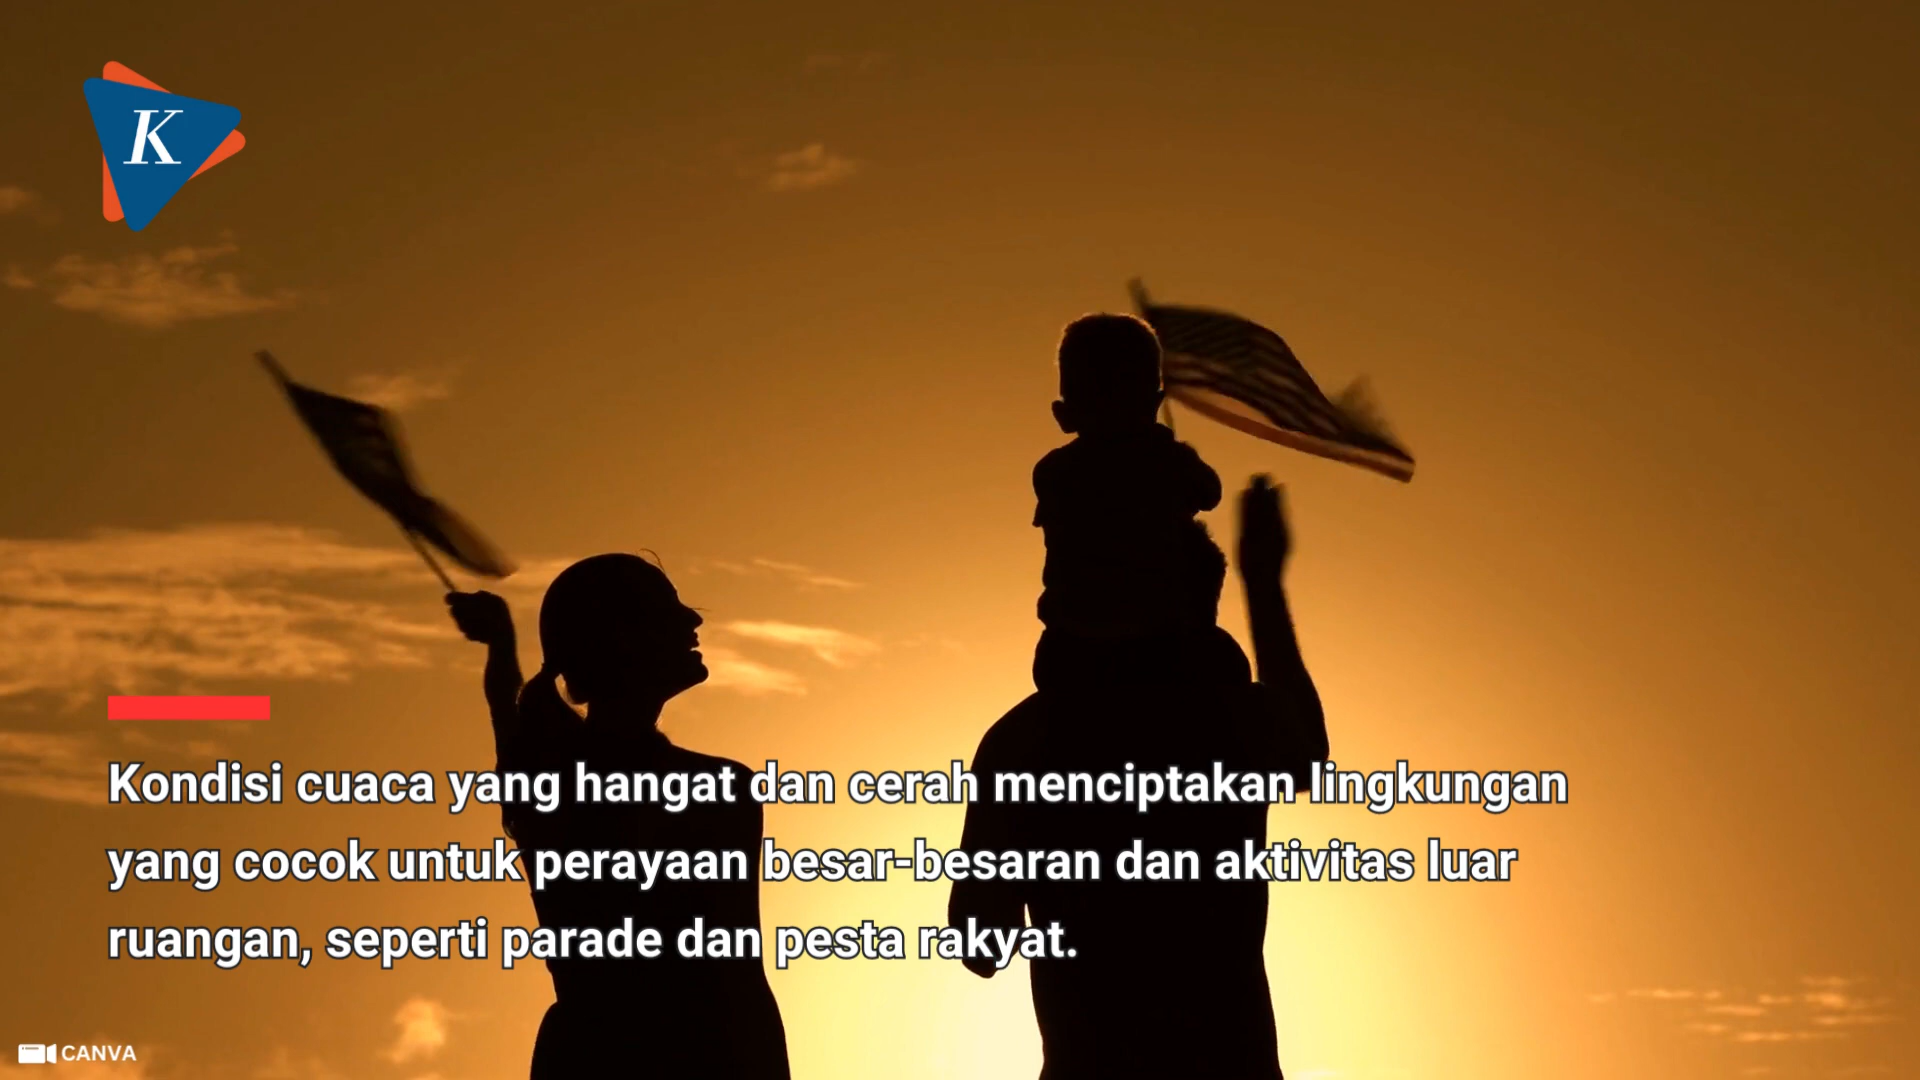 K
Kondisi cuaca yang hangat dan cerah menciptakan lingkungan
yang cocok untuk perayaan besar-besaran dan aktivitas luar
ruangan, seperti parade dan pesta rakyat.
CANVA